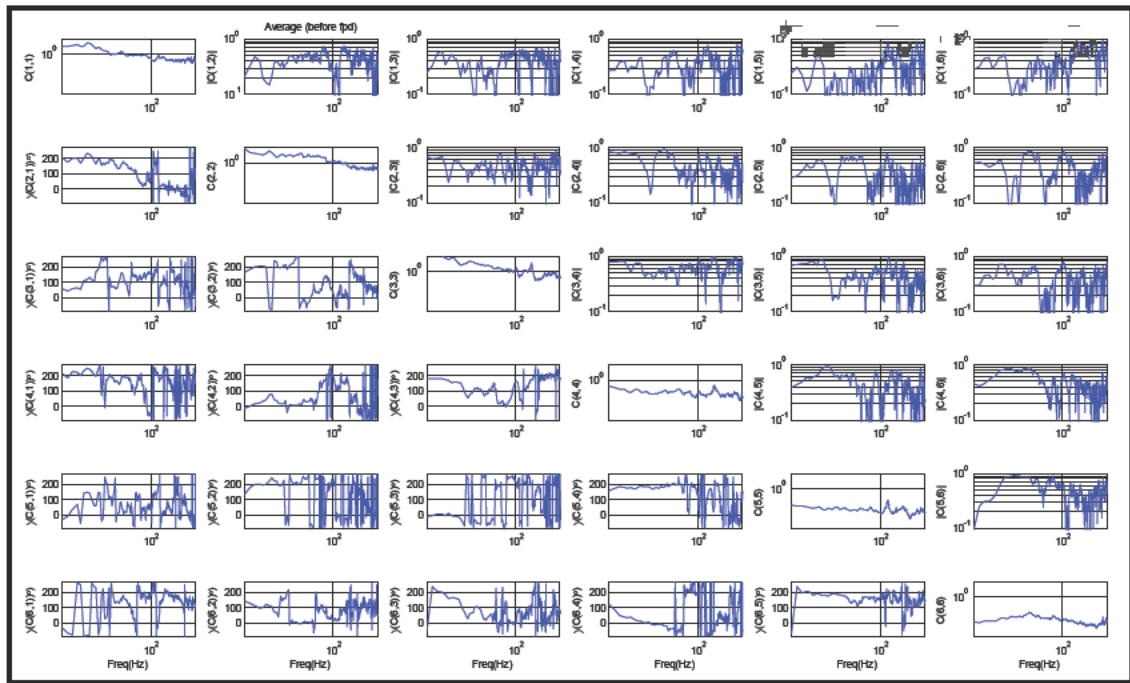 Average (before fpd)
C(1,1) 10^0 10^2
|C(1,2)| 10^0 10^-1 10^2
|C(1,3)| 10^0 10^-1 10^2
|C(1,4)| 10^0 10^-1 10^2
|C(1,5)| 10^0 10^-1 10^2
|C(1,6)| 10^0 10^-1 10^2
χ(C(2,1))(°) 200 100 0 10^2
C(2,2) 10^0 10^2
|C(2,3)| 10^0 10^-1 10^2
|C(2,4)| 10^0 10^-1 10^2
|C(2,5)| 10^0 10^-1 10^2
|C(2,6)| 10^0 10^-1 10^2
χ(C(3,1))(°) 200 100 0 10^2
χ(C(3,2))(°) 200 100 0 10^2
C(3,3) 10^0 10^2
|C(3,4)| 10^0 10^-1 10^2
|C(3,5)| 10^0 10^-1 10^2
|C(3,6)| 10^0 10^-1 10^2
χ(C(4,1))(°) 200 100 0 10^2
χ(C(4,2))(°) 200 100 0 10^2
χ(C(4,3))(°) 200 100 0 10^2
C(4,4) 10^0 10^2
|C(4,5)| 10^0 10^-1 10^2
|C(4,6)| 10^0 10^-1 10^2
χ(C(5,1))(°) 200 100 0 10^2
χ(C(5,2))(°) 200 100 0 10^2
χ(C(5,3))(°) 200 100 0 10^2
χ(C(5,4))(°) 200 100 0 10^2
C(5,5) 10^0 10^2
|C(5,6)| 10^0 10^-1 10^2
χ(C(6,1))(°) 200 100 0 10^2 Freq(Hz)
χ(C(6,2))(°) 200 100 0 10^2 Freq(Hz)
χ(C(6,3))(°) 200 100 0 10^2 Freq(Hz)
χ(C(6,4))(°) 200 100 0 10^2 Freq(Hz)
χ(C(6,5))(°) 200 100 0 10^2 Freq(Hz)
C(6,6) 10^0 10^2 Freq(Hz)